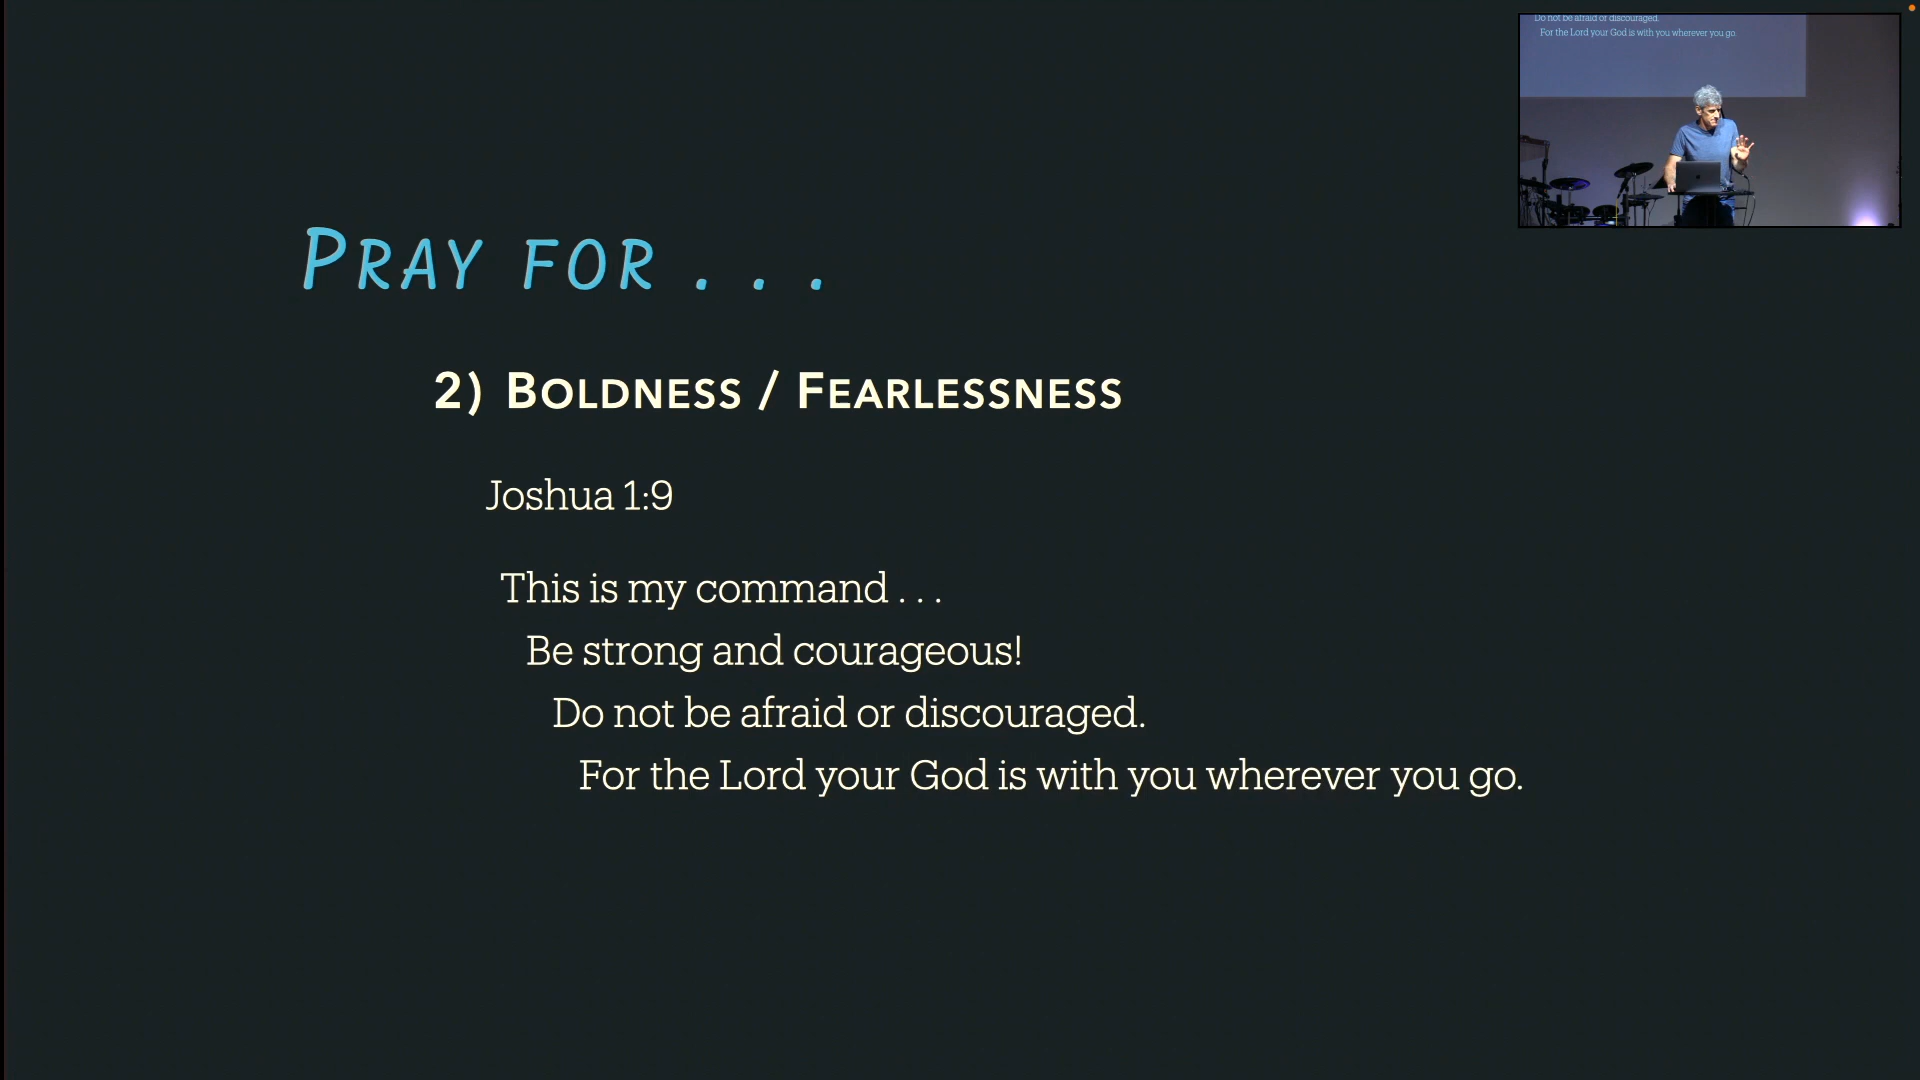 Pray for . . .
2) Boldness / Fearlessness
Joshua 1:9
This is my command . . .
Be strong and courageous!
Do not be afraid or discouraged.
For the Lord your God is with you wherever you go.
Do not be afraid or discouraged.
For the Lord your God is with you wherever you go.